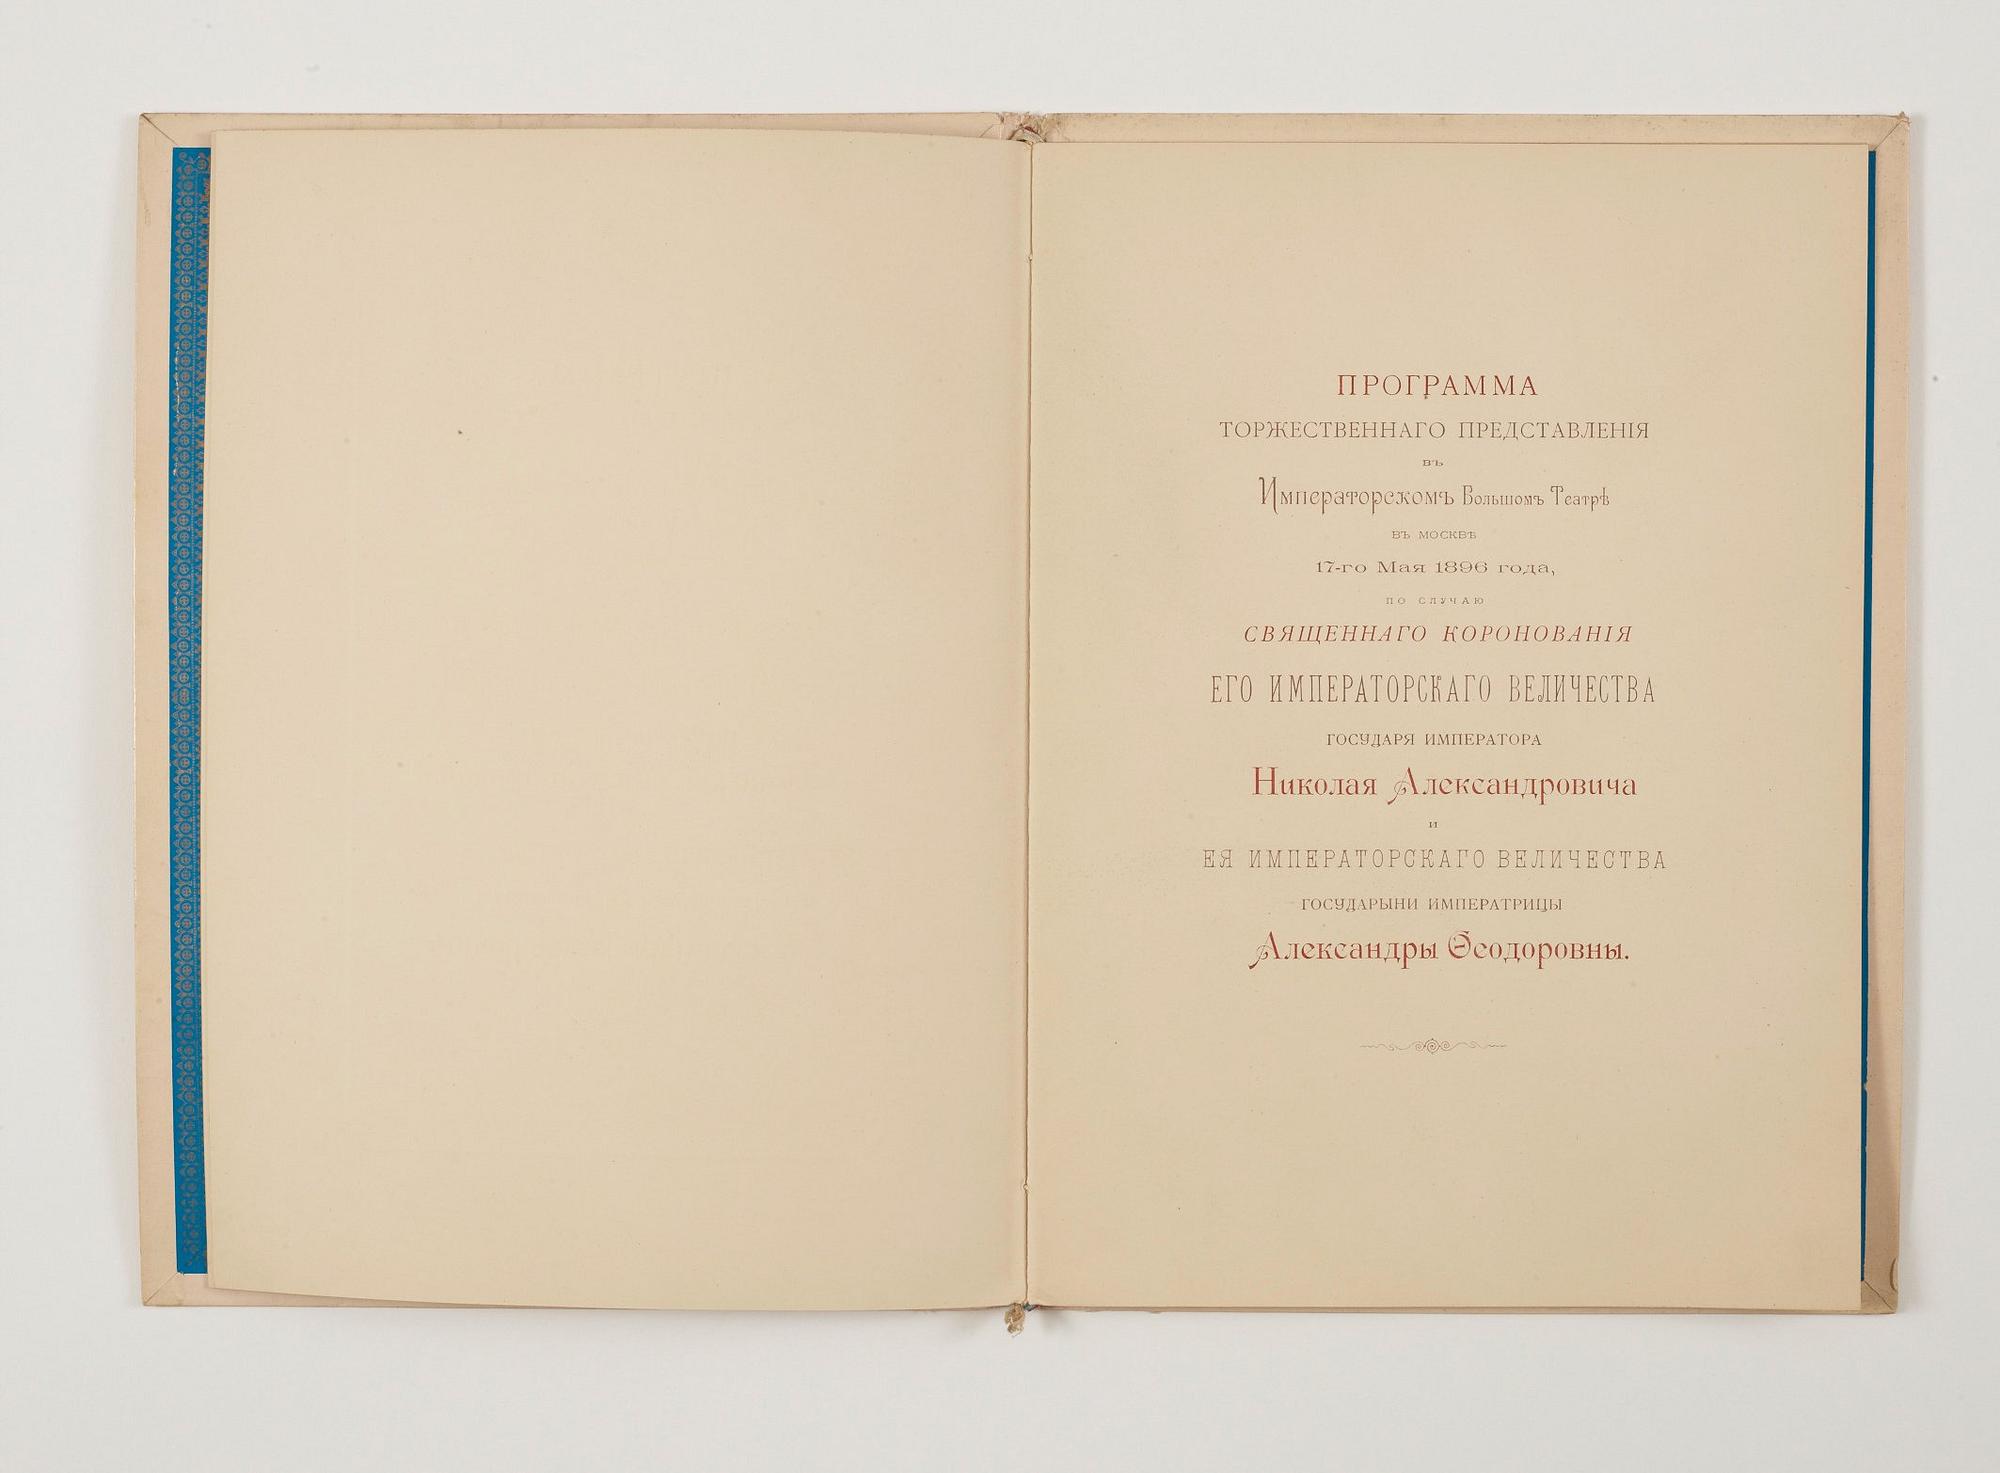 ПРОГРАММА
ТОРЖЕСТВЕННАГО ПРЕДСТАВЛЕНІЯ
ВЪ
Императорскомъ Большомъ Театрѣ
ВЪ МОСКВѢ
17-го Мая 1896 года,
ПО СЛУЧАЮ
СВЯЩЕННАГО КОРОНОВАНІЯ
ЕГО ИМПЕРАТОРСКАГО ВЕЛИЧЕСТВА
ГОСУДАРЯ ИМПЕРАТОРА
Николая Александровича
И
ЕЯ ИМПЕРАТОРСКАГО ВЕЛИЧЕСТВА
ГОСУДАРЫНИ ИМПЕРАТРИЦЫ
Александры Ѳеодоровны.